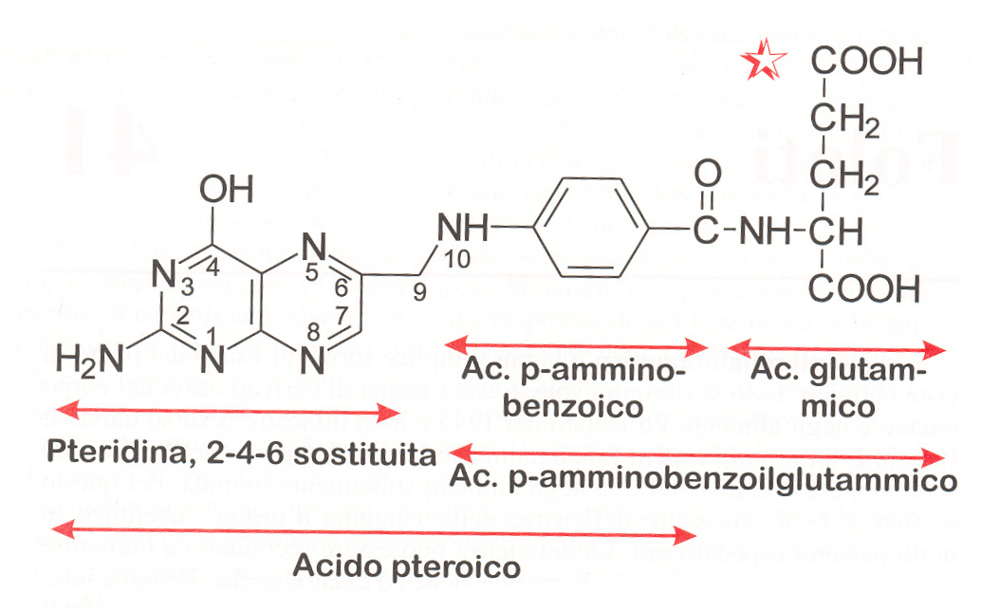 COOH
CH₂
CH₂
OH
O
NH
C-NH-CH
10
N
4
5
N
3
6
9
COOH
2
7
1
8
H₂N
N
N
Ac. p-ammino-
benzoico
Ac. glutam-
mico
Pteridina, 2-4-6 sostituita
Ac. p-amminobenzoilglutammico
Acido pteroico